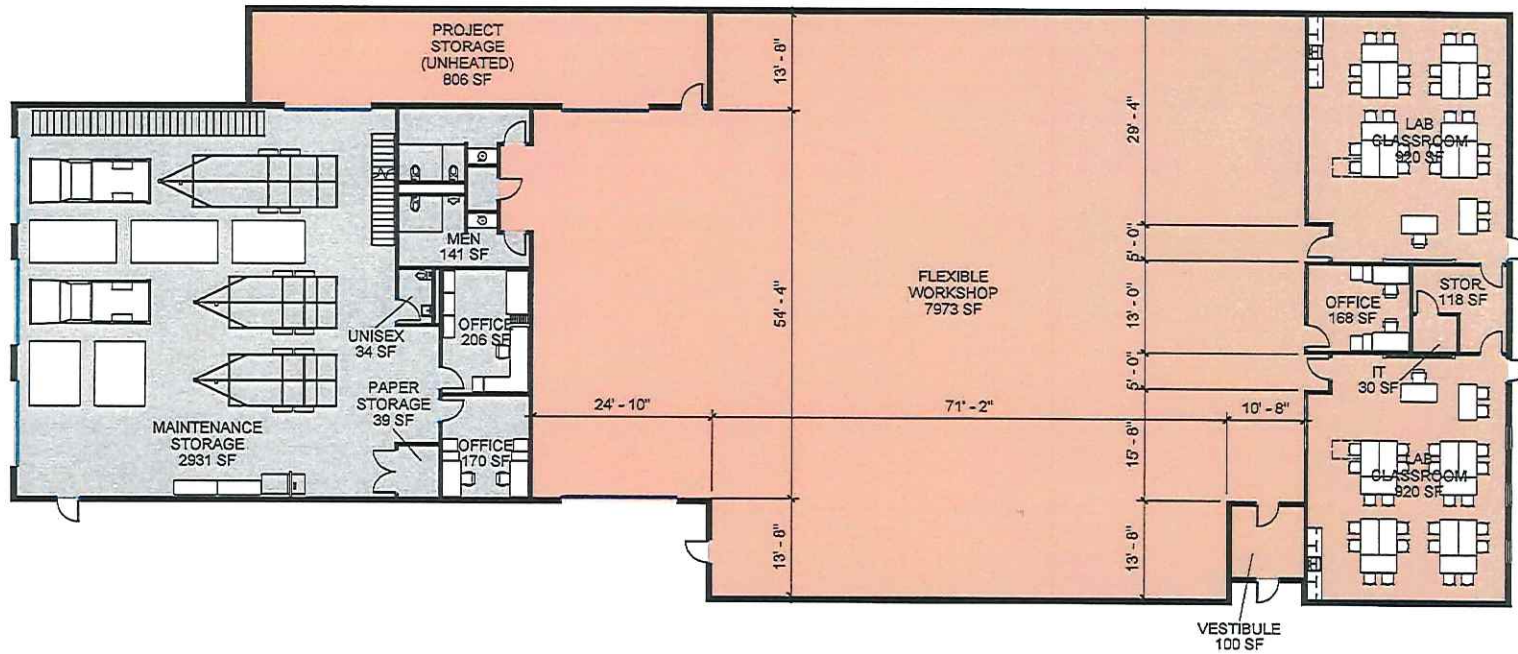 PROJECT
STORAGE
(UNHEATED)
806 SF
13' - 8"
29' - 4"
LAB
CLASSROOM
920 SF
MEN
141 SF
5' - 0"
FLEXIBLE
WORKSHOP
7973 SF
54' - 4"
13' - 0"
OFFICE
168 SF
STOR.
118 SF
UNISEX
34 SF
OFFICE
206 SF
5' - 0"
IT
30 SF
PAPER
STORAGE
39 SF
24' - 10"
71' - 2"
10' - 8"
MAINTENANCE
STORAGE
2931 SF
OFFICE
170 SF
15' - 8"
LAB
CLASSROOM
920 SF
13' - 8"
13' - 8"
VESTIBULE
100 SF